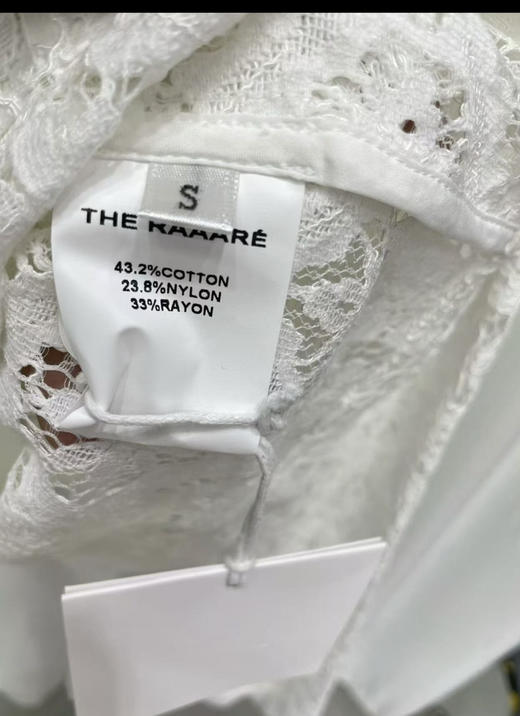 S
THE RAAARÉ
43.2%COTTON
23.8%NYLON
33%RAYON